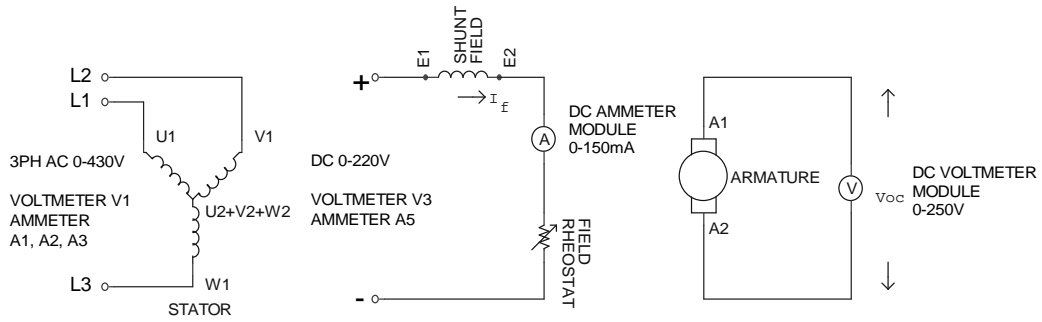 L2
L1
U1
V1
3PH AC 0-430V
VOLTMETER V1
AMMETER
A1, A2, A3
U2+V2+W2
L3
W1
STATOR
E1
SHUNT
FIELD
E2
+
I f
A
DC AMMETER
MODULE
0-150mA
DC 0-220V
VOLTMETER V3
AMMETER A5
FIELD
RHEOSTAT
-
A1
ARMATURE
A2
V
Voc
DC VOLTMETER
MODULE
0-250V